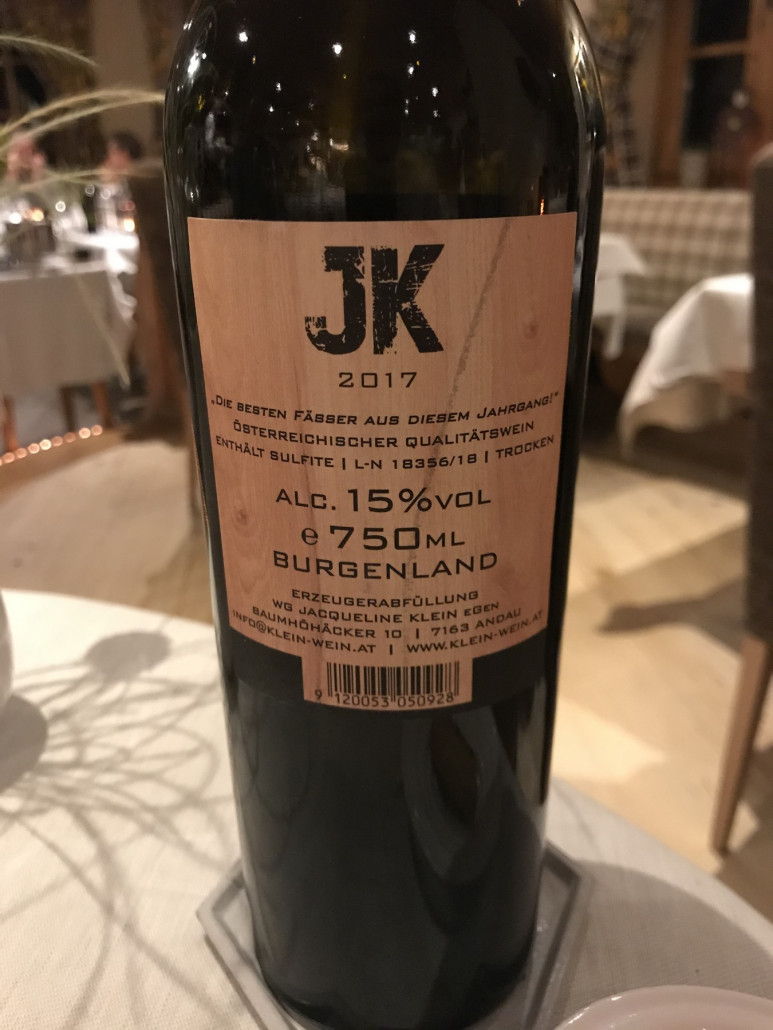 JK
2017
„Die besten Fässer aus diesem Jahrgang!“
Österreichischer Qualitätswein
enthält Sulfite | L-N 18356/18 | trocken
Alc. 15%vol
e 750ml
Burgenland
Erzeugerabfüllung
WG Jacqueline Klein eGen
Baumhöhäcker 10 | 7163 Andau
info@klein-wein.at | www.klein-wein.at
9 120053 050928